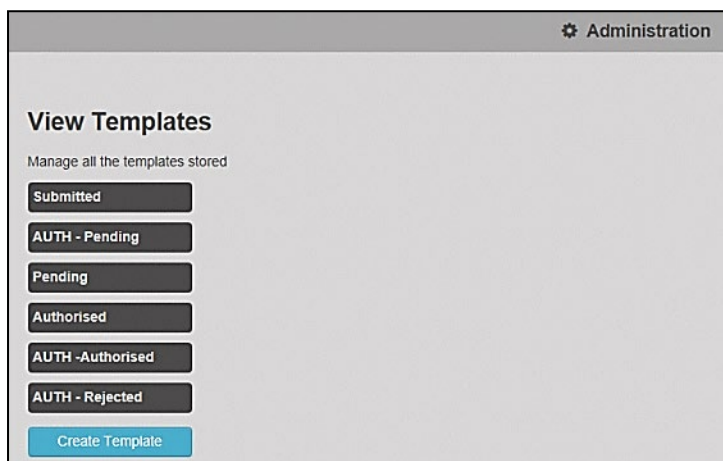 Administration
View Templates
Manage all the templates stored
Submitted
AUTH - Pending
Pending
Authorised
AUTH -Authorised
AUTH - Rejected
Create Template